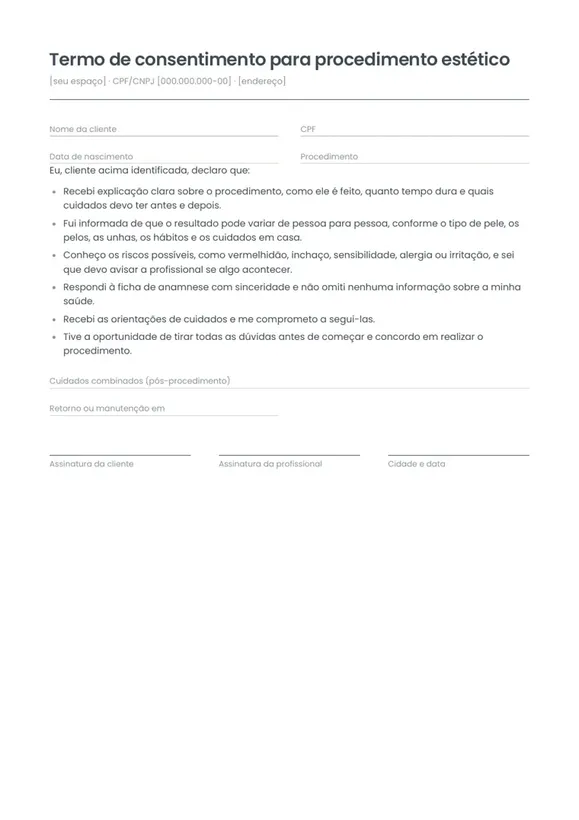 Termo de consentimento para procedimento estético
[seu espaço] · CPF/CNPJ [000.000.000-00] · [endereço]
Nome da cliente
CPF
Data de nascimento
Procedimento
Eu, cliente acima identificada, declaro que:
• Recebi explicação clara sobre o procedimento, como ele é feito, quanto tempo dura e quais
cuidados devo ter antes e depois.
• Fui informada de que o resultado pode variar de pessoa para pessoa, conforme o tipo de pele, os
pelos, as unhas, os hábitos e os cuidados em casa.
• Conheço os riscos possíveis, como vermelhidão, inchaço, sensibilidade, alergia ou irritação, e sei
que devo avisar a profissional se algo acontecer.
• Respondi à ficha de anamnese com sinceridade e não omiti nenhuma informação sobre a minha
saúde.
• Recebi as orientações de cuidados e me comprometo a segui-las.
• Tive a oportunidade de tirar todas as dúvidas antes de começar e concordo em realizar o
procedimento.
Cuidados combinados (pós-procedimento)
Retorno ou manutenção em
Assinatura da cliente
Assinatura da profissional
Cidade e data